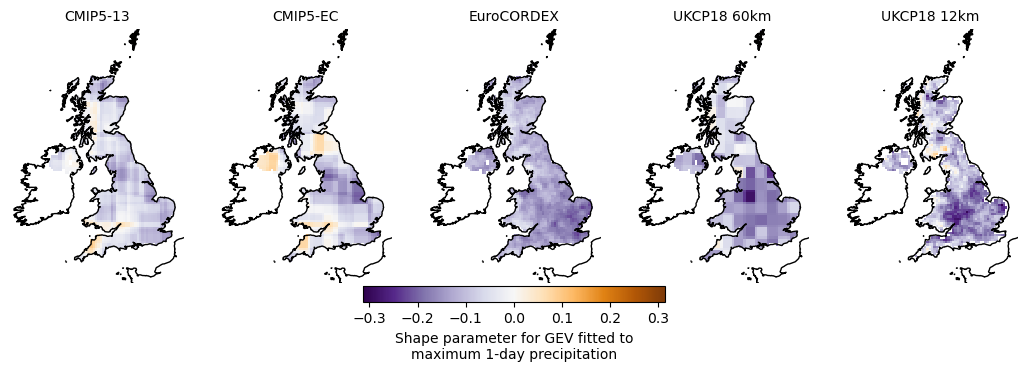 CMIP5-13
CMIP5-EC
EuroCORDEX
UKCP18 60km
UKCP18 12km
−0.3 −0.2 −0.1 0.0 0.1 0.2 0.3
Shape parameter for GEV fitted to
maximum 1-day precipitation